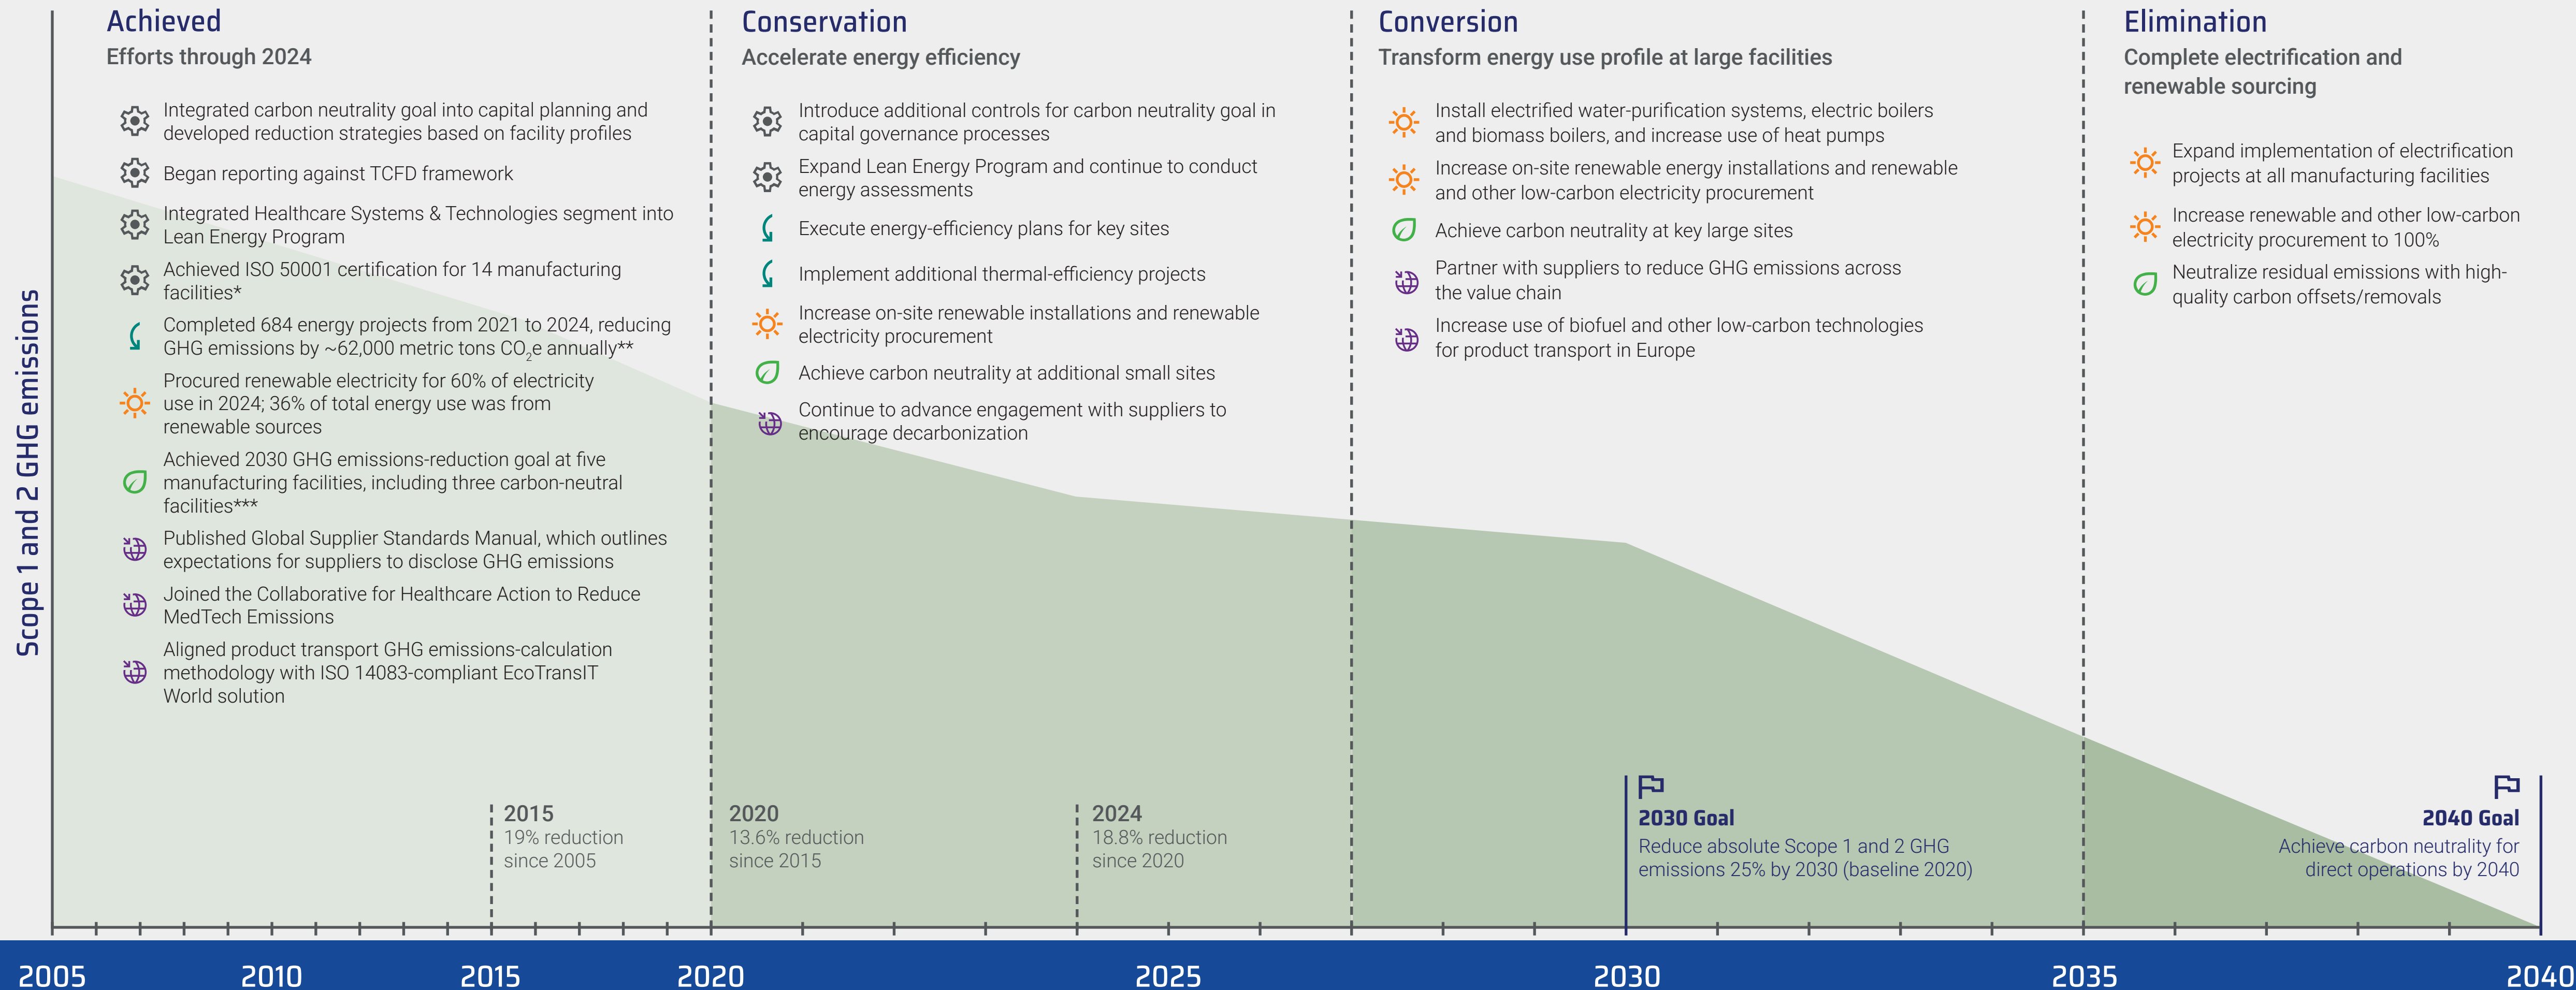 Scope 1 and 2 GHG emissions
Achieved
Efforts through 2024
Integrated carbon neutrality goal into capital planning and
developed reduction strategies based on facility profiles
Began reporting against TCFD framework
Integrated Healthcare Systems & Technologies segment into
Lean Energy Program
Achieved ISO 50001 certification for 14 manufacturing
facilities*
Completed 684 energy projects from 2021 to 2024, reducing
GHG emissions by ~62,000 metric tons CO₂e annually**
Procured renewable electricity for 60% of electricity
use in 2024; 36% of total energy use was from
renewable sources
Achieved 2030 GHG emissions-reduction goal at five
manufacturing facilities, including three carbon-neutral
facilities***
Published Global Supplier Standards Manual, which outlines
expectations for suppliers to disclose GHG emissions
Joined the Collaborative for Healthcare Action to Reduce
MedTech Emissions
Aligned product transport GHG emissions-calculation
methodology with ISO 14083-compliant EcoTransIT
World solution
Conservation
Accelerate energy efficiency
Introduce additional controls for carbon neutrality goal in
capital governance processes
Expand Lean Energy Program and continue to conduct
energy assessments
Execute energy-efficiency plans for key sites
Implement additional thermal-efficiency projects
Increase on-site renewable installations and renewable
electricity procurement
Achieve carbon neutrality at additional small sites
Continue to advance engagement with suppliers to
encourage decarbonization
Conversion
Transform energy use profile at large facilities
Install electrified water-purification systems, electric boilers
and biomass boilers, and increase use of heat pumps
Increase on-site renewable energy installations and renewable
and other low-carbon electricity procurement
Achieve carbon neutrality at key large sites
Partner with suppliers to reduce GHG emissions across
the value chain
Increase use of biofuel and other low-carbon technologies
for product transport in Europe
Elimination
Complete electrification and
renewable sourcing
Expand implementation of electrification
projects at all manufacturing facilities
Increase renewable and other low-carbon
electricity procurement to 100%
Neutralize residual emissions with high-
quality carbon offsets/removals
2015
19% reduction
since 2005
2020
13.6% reduction
since 2015
2024
18.8% reduction
since 2020
2030 Goal
Reduce absolute Scope 1 and 2 GHG
emissions 25% by 2030 (baseline 2020)
2040 Goal
Achieve carbon neutrality for
direct operations by 2040
2005 2010 2015 2020 2025 2030 2035 2040